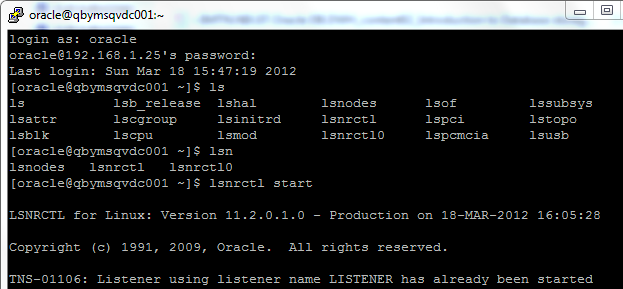 oracle@qbymsqvdc001:~
login as: oracle
oracle@192.168.1.25's password:
Last login: Sun Mar 18 15:47:19 2012
[oracle@qbymsqvdc001 ~]$ ls
ls lsb_release lshal lsnodes lsof lssubsys
lsattr lscgroup lsinitrd lsnrctl lspci lstopo
lsblk lscpu lsmod lsnrctl0 lspcmcia lsusb
[oracle@qbymsqvdc001 ~]$ lsn
lsnodes lsnrctl lsnrctl0
[oracle@qbymsqvdc001 ~]$ lsnrctl start
LSNRCTL for Linux: Version 11.2.0.1.0 - Production on 18-MAR-2012 16:05:28
Copyright (c) 1991, 2009, Oracle. All rights reserved.
TNS-01106: Listener using listener name LISTENER has already been started